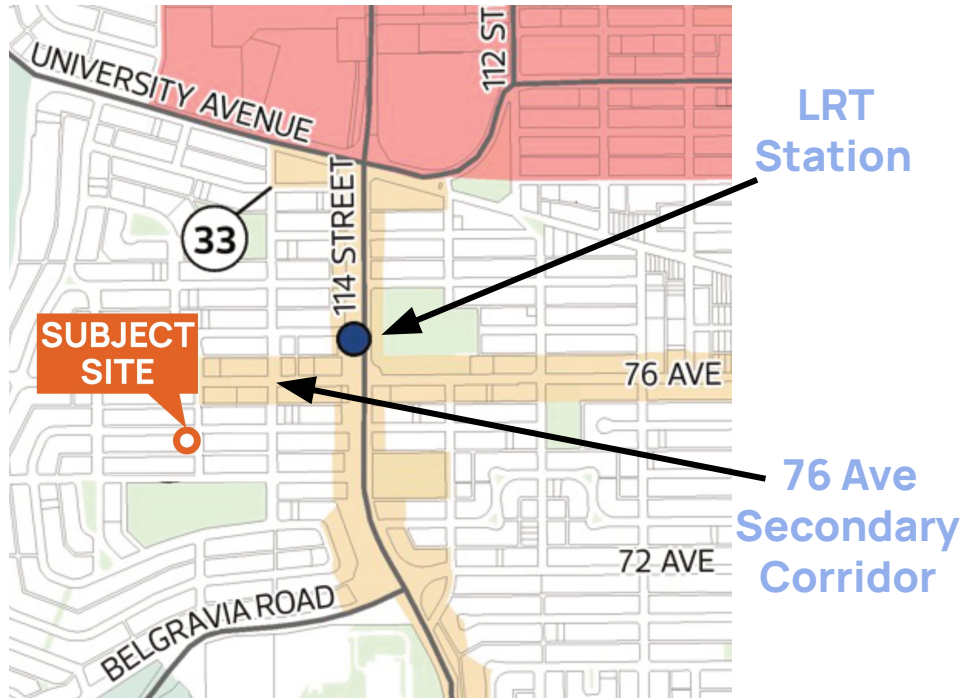 UNIVERSITY AVENUE
112 ST
LRT
Station
114 STREET
33
SUBJECT
SITE
76 AVE
76 Ave
Secondary
Corridor
72 AVE
BELGRAVIA ROAD